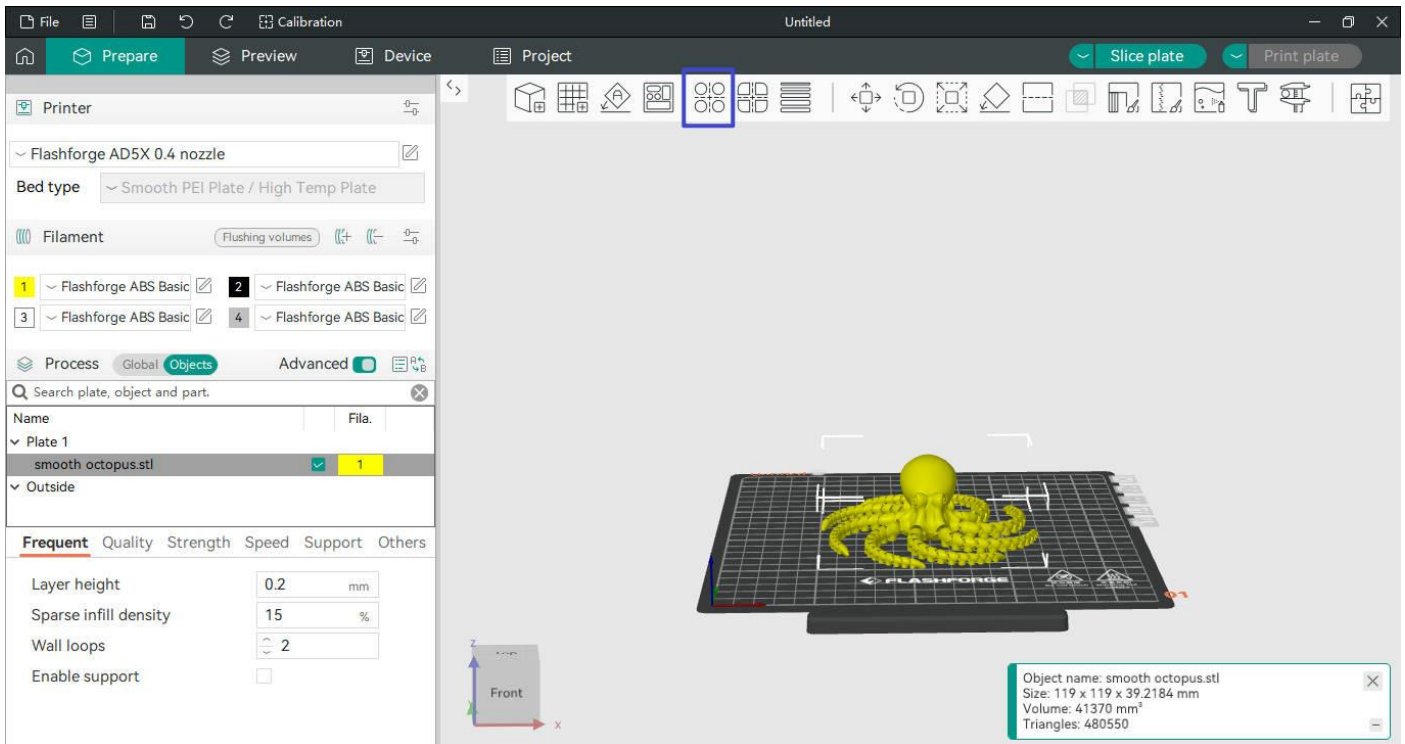 File
Calibration
Untitled
Prepare
Preview
Device
Project
Slice plate
Print plate
Printer
Flashforge AD5X 0.4 nozzle
Bed type
Smooth PEI Plate / High Temp Plate
Filament
Flushing volumes
1 Flashforge ABS Basic 2 Flashforge ABS Basic
3 Flashforge ABS Basic 4 Flashforge ABS Basic
Process Global Objects Advanced
Search plate, object and part.
Name Fila.
Plate 1
smooth octopus.stl 1
Outside
Frequent Quality Strength Speed Support Others
Layer height 0.2 mm
Sparse infill density 15 %
Wall loops 2
Enable support
FLASHFORGE
01
z
Front
x
Object name: smooth octopus.stl
Size: 119 x 119 x 39.2184 mm
Volume: 41370 mm³
Triangles: 480550